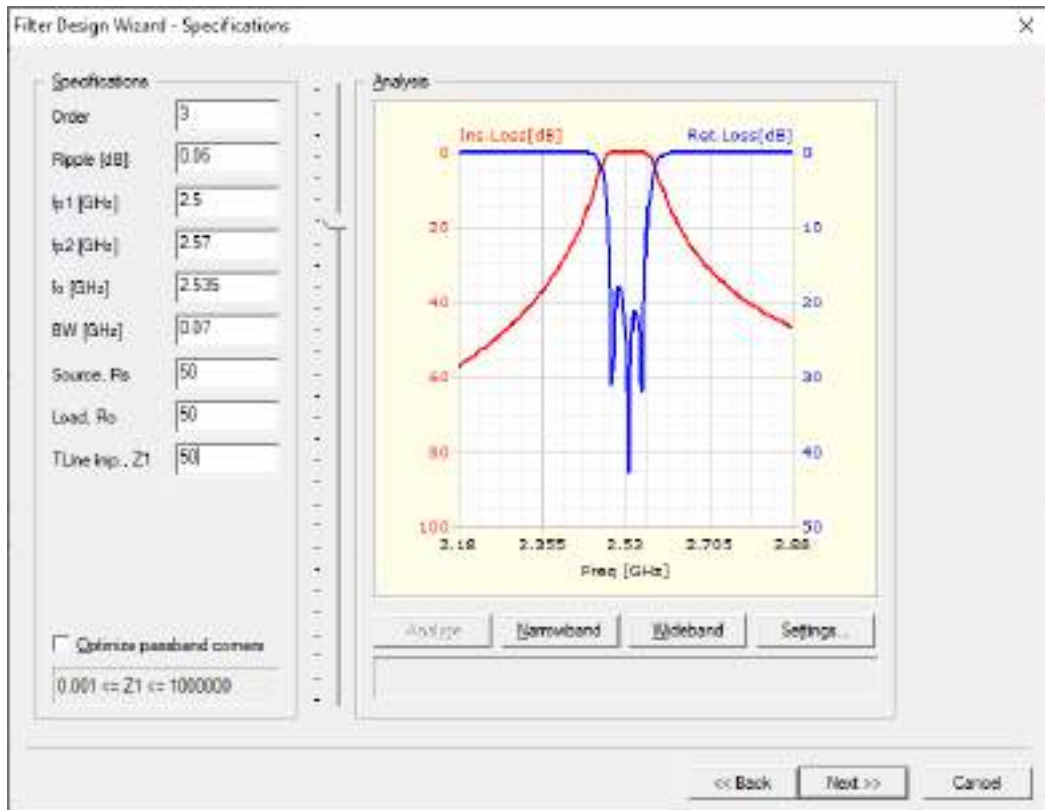 Filter Design Wizard - Specifications
Specifications
Order 3
Ripple [dB] 0.05
fp1 [GHz] 2.5
fp2 [GHz] 2.57
fo [GHz] 2.535
BW [GHz] 0.07
Source, Rs 50
Load, Ro 50
TLine Imp., Z1 50
Optimize passband corners
0.001 <= Z1 <= 1000000
Analysis
Ins.Loss[dB] Ret.Loss[dB]
0 0
20 10
40 20
60 30
80 40
100 50
2.18 2.355 2.53 2.705 2.88
Freq [GHz]
Analyze Narrowband Wideband Settings...
<< Back Next >> Cancel